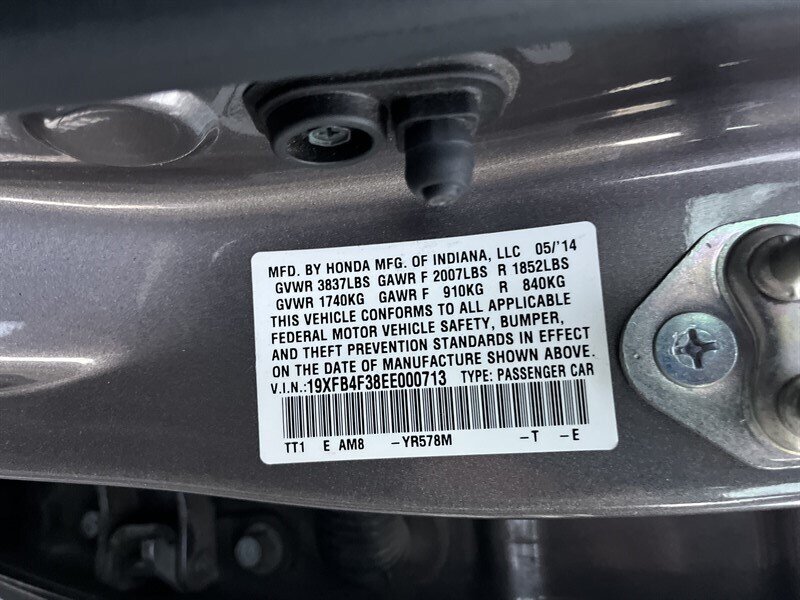 MFD. BY HONDA MFG. OF INDIANA, LLC 05/'14
GVWR 3837LBS GAWR F 2007LBS R 1852LBS
GVWR 1740KG GAWR F 910KG R 840KG
THIS VEHICLE CONFORMS TO ALL APPLICABLE
FEDERAL MOTOR VEHICLE SAFETY, BUMPER,
AND THEFT PREVENTION STANDARDS IN EFFECT
ON THE DATE OF MANUFACTURE SHOWN ABOVE.
V.I.N.:19XFB4F38EE000713 TYPE: PASSENGER CAR
TT1 E AM8 -YR578M -T -E